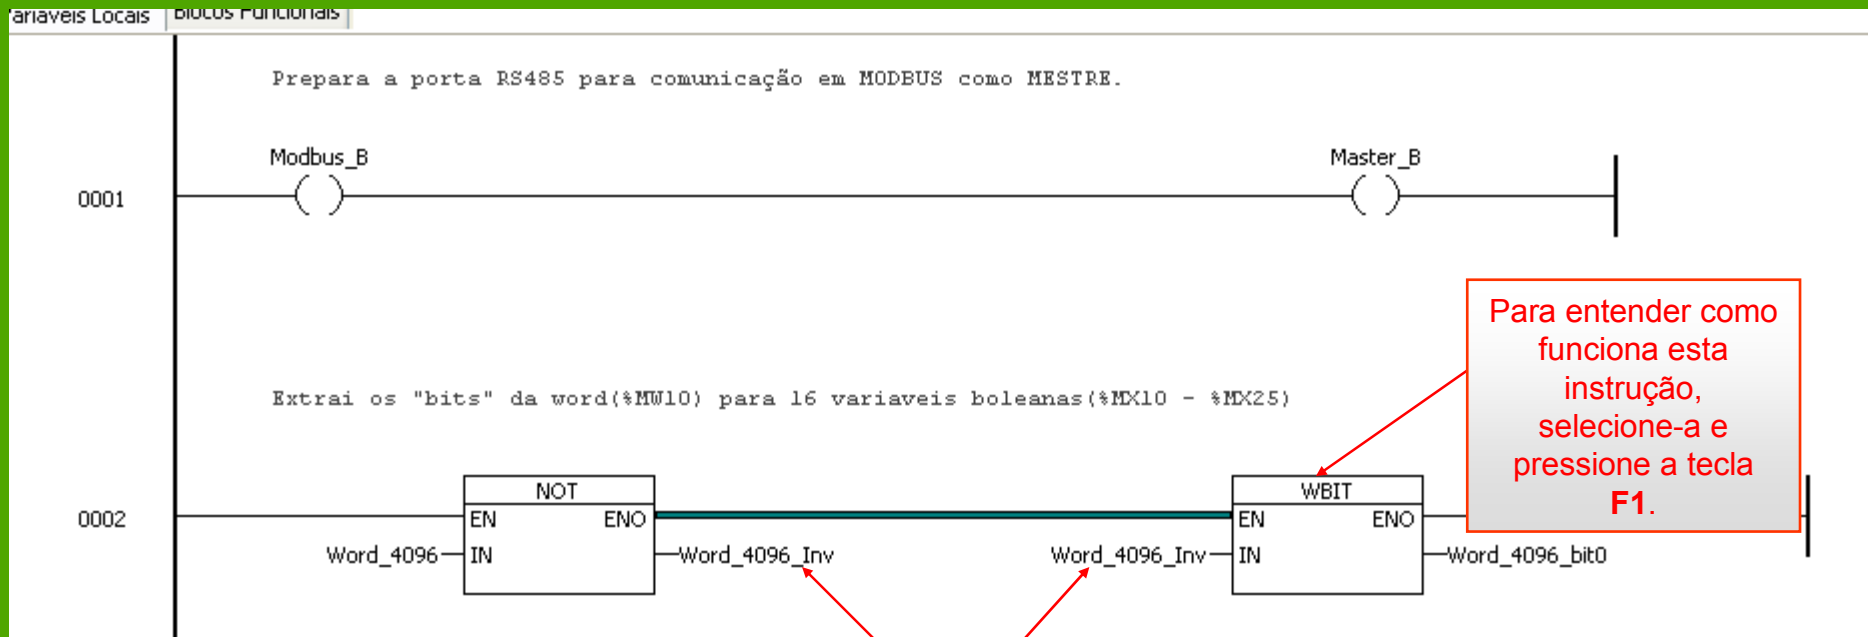 ariaveis Locais
Blocos Funcionais
Prepara a porta RS485 para comunicação em MODBUS como MESTRE.
Modbus_B
Master_B
0001
Para entender como
funciona esta
instrução,
selecione-a e
pressione a tecla
F1.
Extrai os "bits" da word(%MW10) para 16 variaveis boleanas(%MX10 - %MX25)
NOT
WBIT
0002
EN ENO
EN ENO
Word_4096 IN Word_4096_Inv
Word_4096_Inv IN Word_4096_bit0